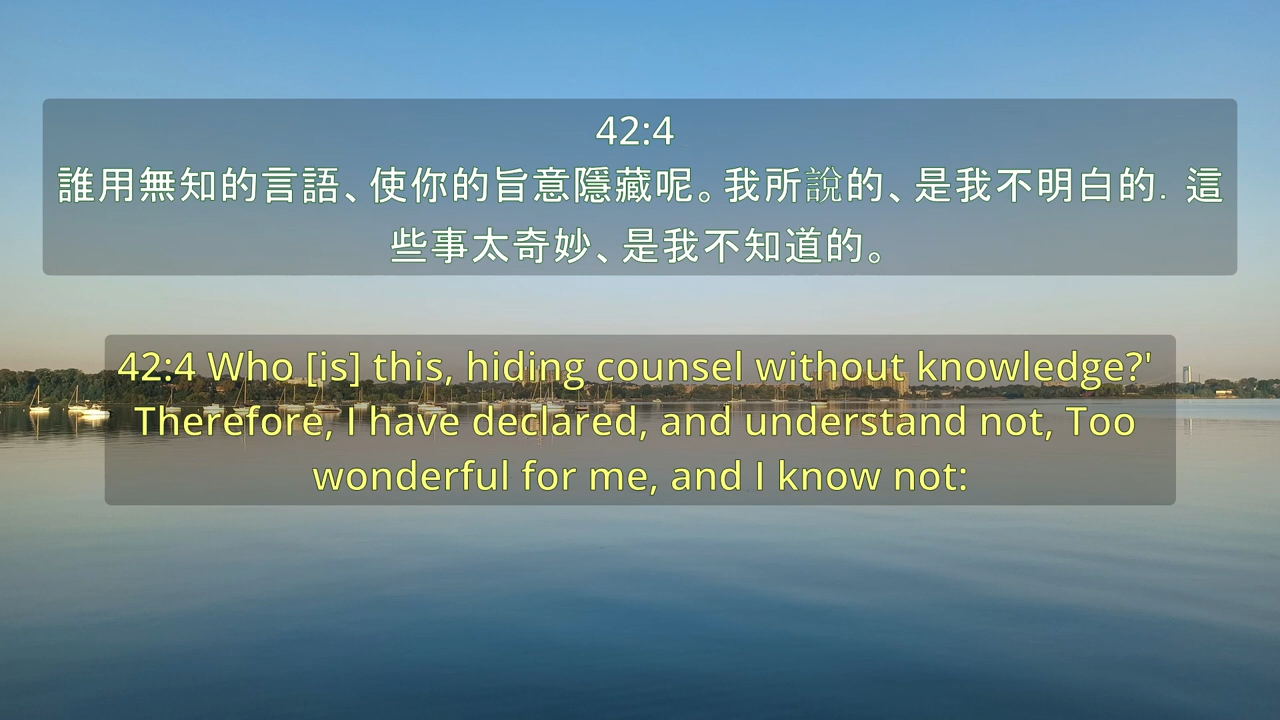 42:4
誰用無知的言語、使你的旨意隱藏呢。我所說的、是我不明白的. 這
些事太奇妙、是我不知道的。
42:4 Who [is] this, hiding counsel without knowledge?'
Therefore, I have declared, and understand not, Too
wonderful for me, and I know not: